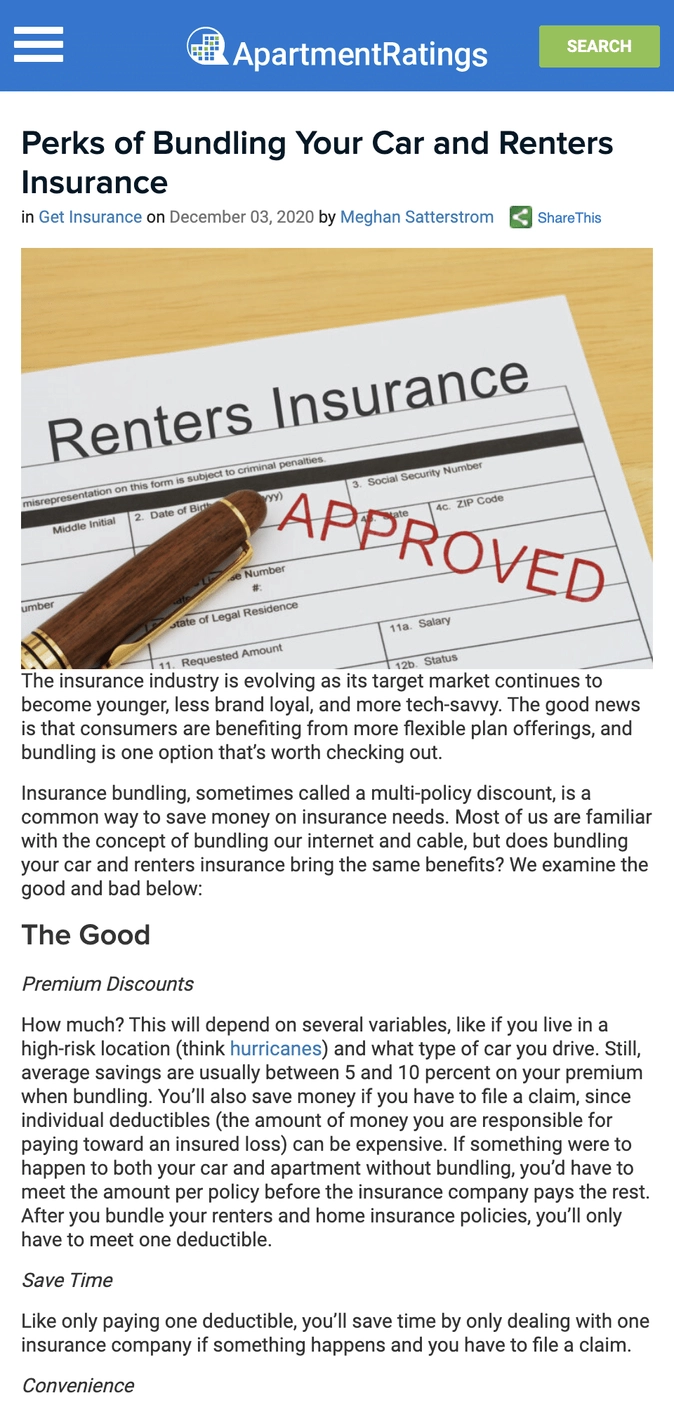 ApartmentRatings
SEARCH
Perks of Bundling Your Car and Renters
Insurance
in Get Insurance on December 03, 2020 by Meghan Satterstrom ShareThis
Renters Insurance
misrepresentation on this form is subject to criminal penalties.
Middle Initial
2. Date of Birth
yyy)
3. Social Security Number
State
4c. ZIP Code
APPROVED
umber
Number
#:
State of Legal Residence
11. Requested Amount
11a. Salary
12b. Status
The insurance industry is evolving as its target market continues to
become younger, less brand loyal, and more tech-savvy. The good news
is that consumers are benefiting from more flexible plan offerings, and
bundling is one option that’s worth checking out.
Insurance bundling, sometimes called a multi-policy discount, is a
common way to save money on insurance needs. Most of us are familiar
with the concept of bundling our internet and cable, but does bundling
your car and renters insurance bring the same benefits? We examine the
good and bad below:
The Good
Premium Discounts
How much? This will depend on several variables, like if you live in a
high-risk location (think hurricanes) and what type of car you drive. Still,
average savings are usually between 5 and 10 percent on your premium
when bundling. You’ll also save money if you have to file a claim, since
individual deductibles (the amount of money you are responsible for
paying toward an insured loss) can be expensive. If something were to
happen to both your car and apartment without bundling, you’d have to
meet the amount per policy before the insurance company pays the rest.
After you bundle your renters and home insurance policies, you’ll only
have to meet one deductible.
Save Time
Like only paying one deductible, you’ll save time by only dealing with one
insurance company if something happens and you have to file a claim.
Convenience